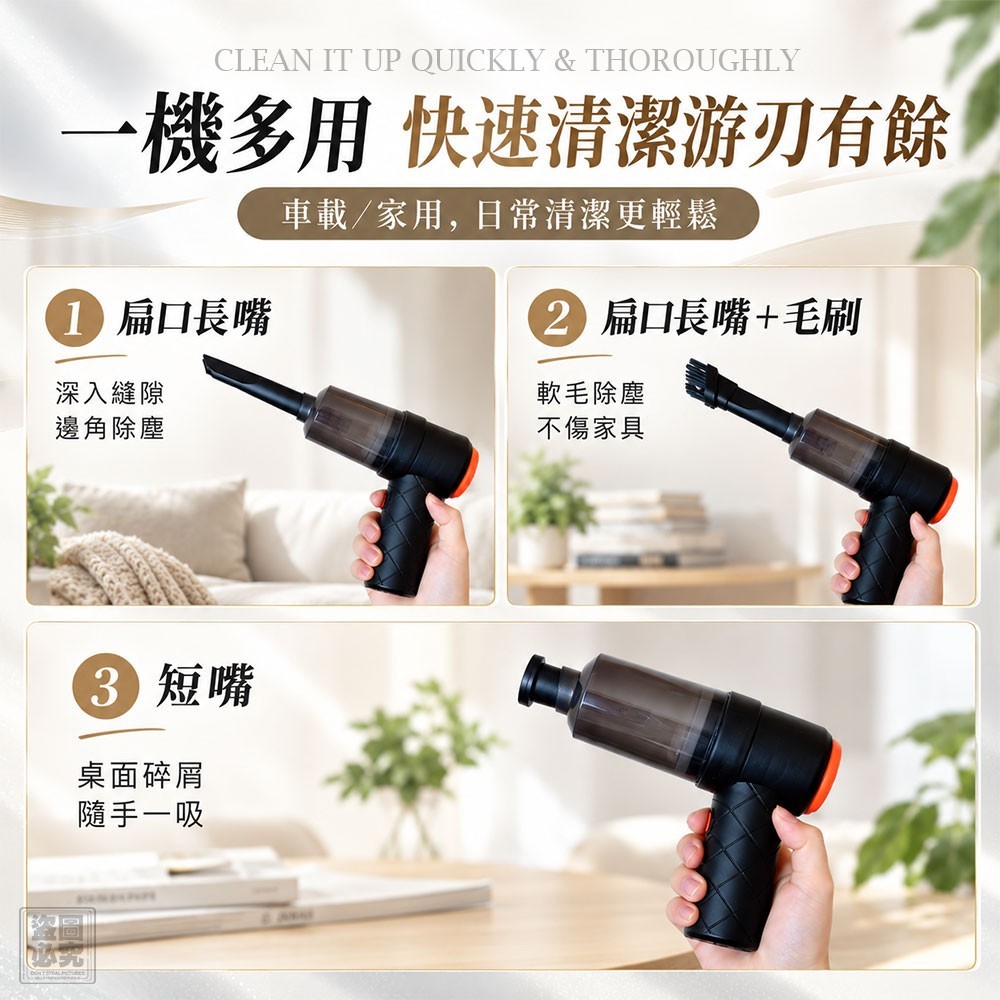 CLEAN IT UP QUICKLY & THOROUGHLY
一機多用 快速清潔游刃有餘
車載/家用, 日常清潔更輕鬆
1 扁口長嘴
深入縫隙
邊角除塵
2 扁口長嘴+毛刷
軟毛除塵
不傷家具
3 短嘴
桌面碎屑
隨手一吸
盜圖
必究